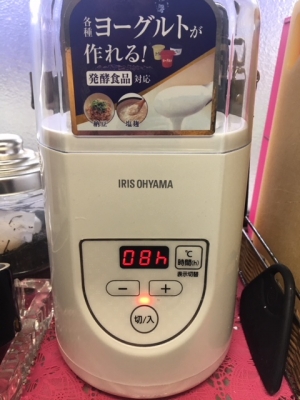 各種ヨーグルトが
作れる!
発酵食品 対応
納豆 塩麹
IRIS OHYAMA
08h
℃
時間(h)
表示切替
−
+
切/入